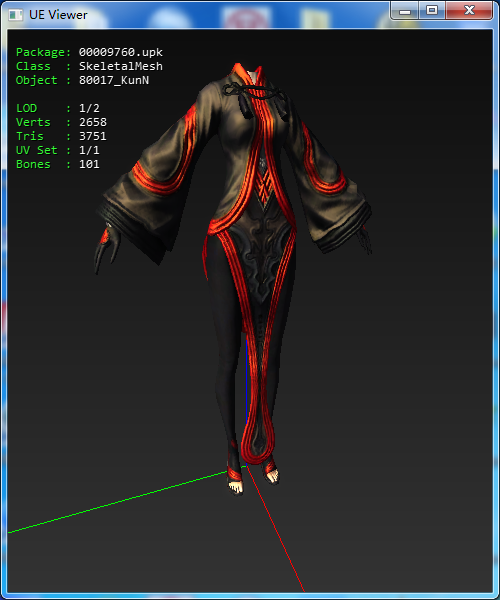 UE Viewer
Package: 00009760.upk
Class : SkeletalMesh
Object : 80017_KunN
LOD : 1/2
Verts : 2658
Tris : 3751
UV Set : 1/1
Bones : 101